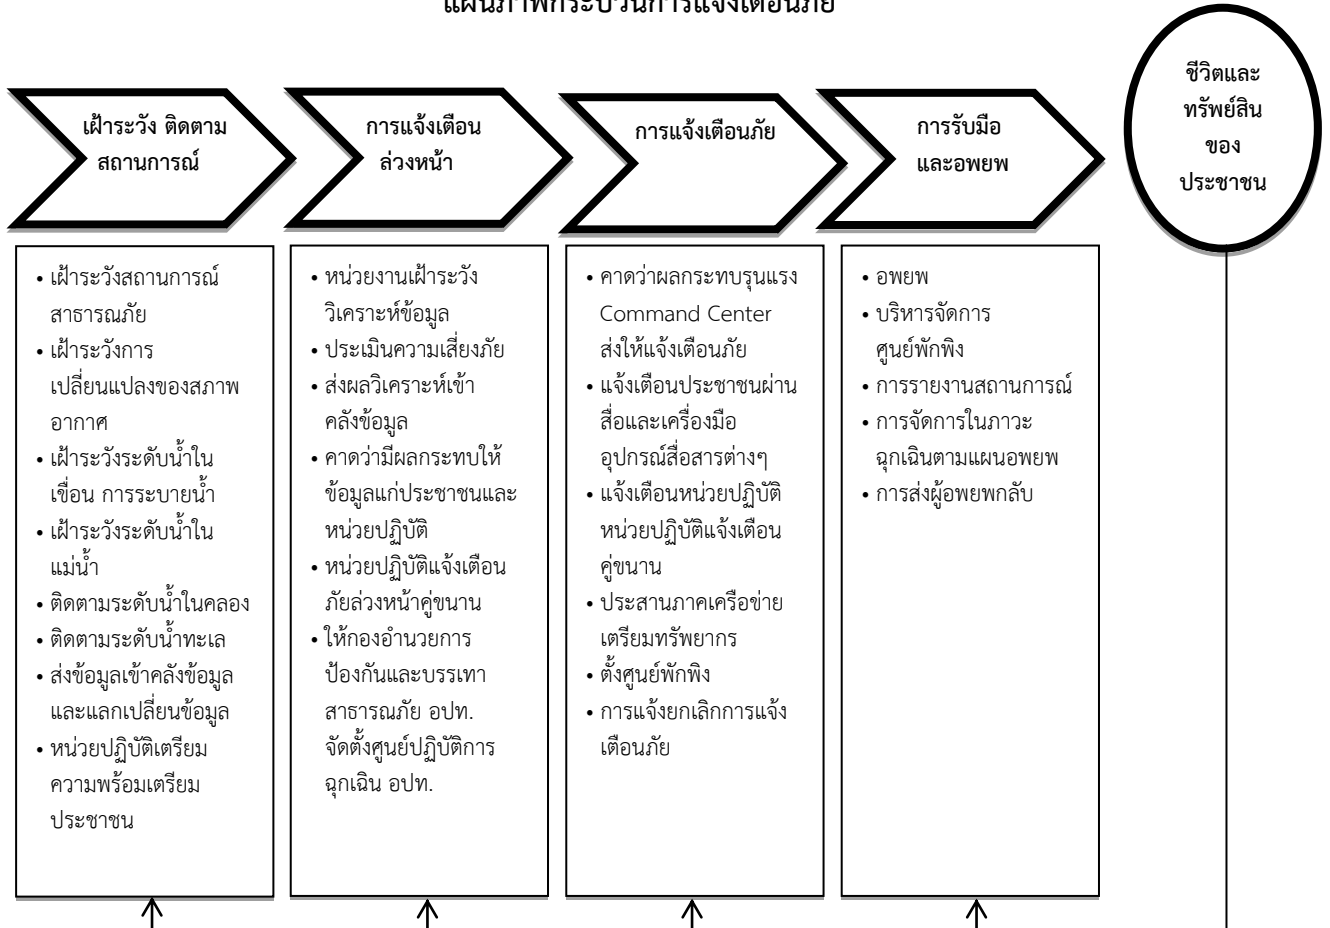 แผนภาพกระบวนการแจ้งเตือนภัย
เฝ้าระวัง ติดตาม
สถานการณ์
การแจ้งเตือน
ล่วงหน้า
การแจ้งเตือนภัย
การรับมือ
และอพยพ
ชีวิตและ
ทรัพย์สิน
ของ
ประชาชน
• เฝ้าระวังสถานการณ์
สาธารณภัย
• เฝ้าระวังการ
เปลี่ยนแปลงของสภาพ
อากาศ
• เฝ้าระวังระดับน้ำใน
เขื่อน การระบายน้ำ
• เฝ้าระวังระดับน้ำใน
แม่น้ำ
• ติดตามระดับน้ำในคลอง
• ติดตามระดับน้ำทะเล
• ส่งข้อมูลเข้าคลังข้อมูล
และแลกเปลี่ยนข้อมูล
• หน่วยปฏิบัติเตรียม
ความพร้อมเตรียม
ประชาชน
• หน่วยงานเฝ้าระวัง
วิเคราะห์ข้อมูล
• ประเมินความเสี่ยงภัย
• ส่งผลวิเคราะห์เข้า
คลังข้อมูล
• คาดว่ามีผลกระทบให้
ข้อมูลแก่ประชาชนและ
หน่วยปฏิบัติ
• หน่วยปฏิบัติแจ้งเตือน
ภัยล่วงหน้าคู่ขนาน
• ให้กองอำนวยการ
ป้องกันและบรรเทา
สาธารณภัย อปท.
จัดตั้งศูนย์ปฏิบัติการ
ฉุกเฉิน อปท.
• คาดว่าผลกระทบรุนแรง
Command Center
ส่งให้แจ้งเตือนภัย
• แจ้งเตือนประชาชนผ่าน
สื่อและเครื่องมือ
อุปกรณ์สื่อสารต่างๆ
• แจ้งเตือนหน่วยปฏิบัติ
หน่วยปฏิบัติแจ้งเตือน
คู่ขนาน
• ประสานภาคเครือข่าย
เตรียมทรัพยากร
• ตั้งศูนย์พักพิง
• การแจ้งยกเลิกการแจ้ง
เตือนภัย
• อพยพ
• บริหารจัดการ
ศูนย์พักพิง
• การรายงานสถานการณ์
• การจัดการในภาวะ
ฉุกเฉินตามแผนอพยพ
• การส่งผู้อพยพกลับ